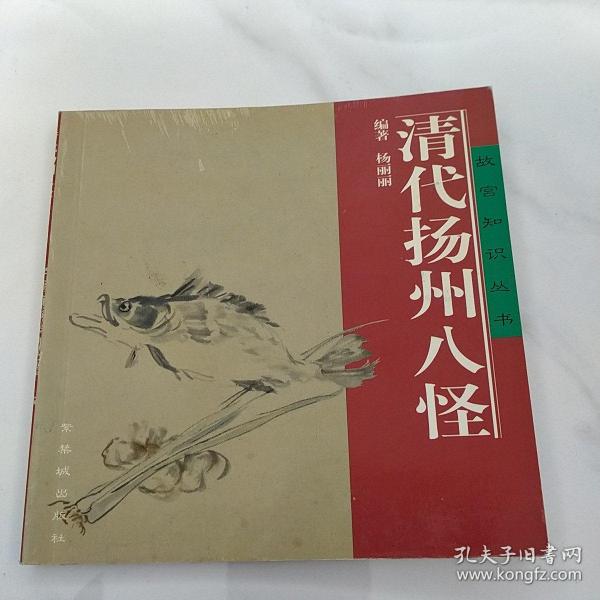 故宫知识丛书
清代扬州八怪
编著 杨丽丽
紫禁城出版社
孔夫子旧书网
www.kongfz.com